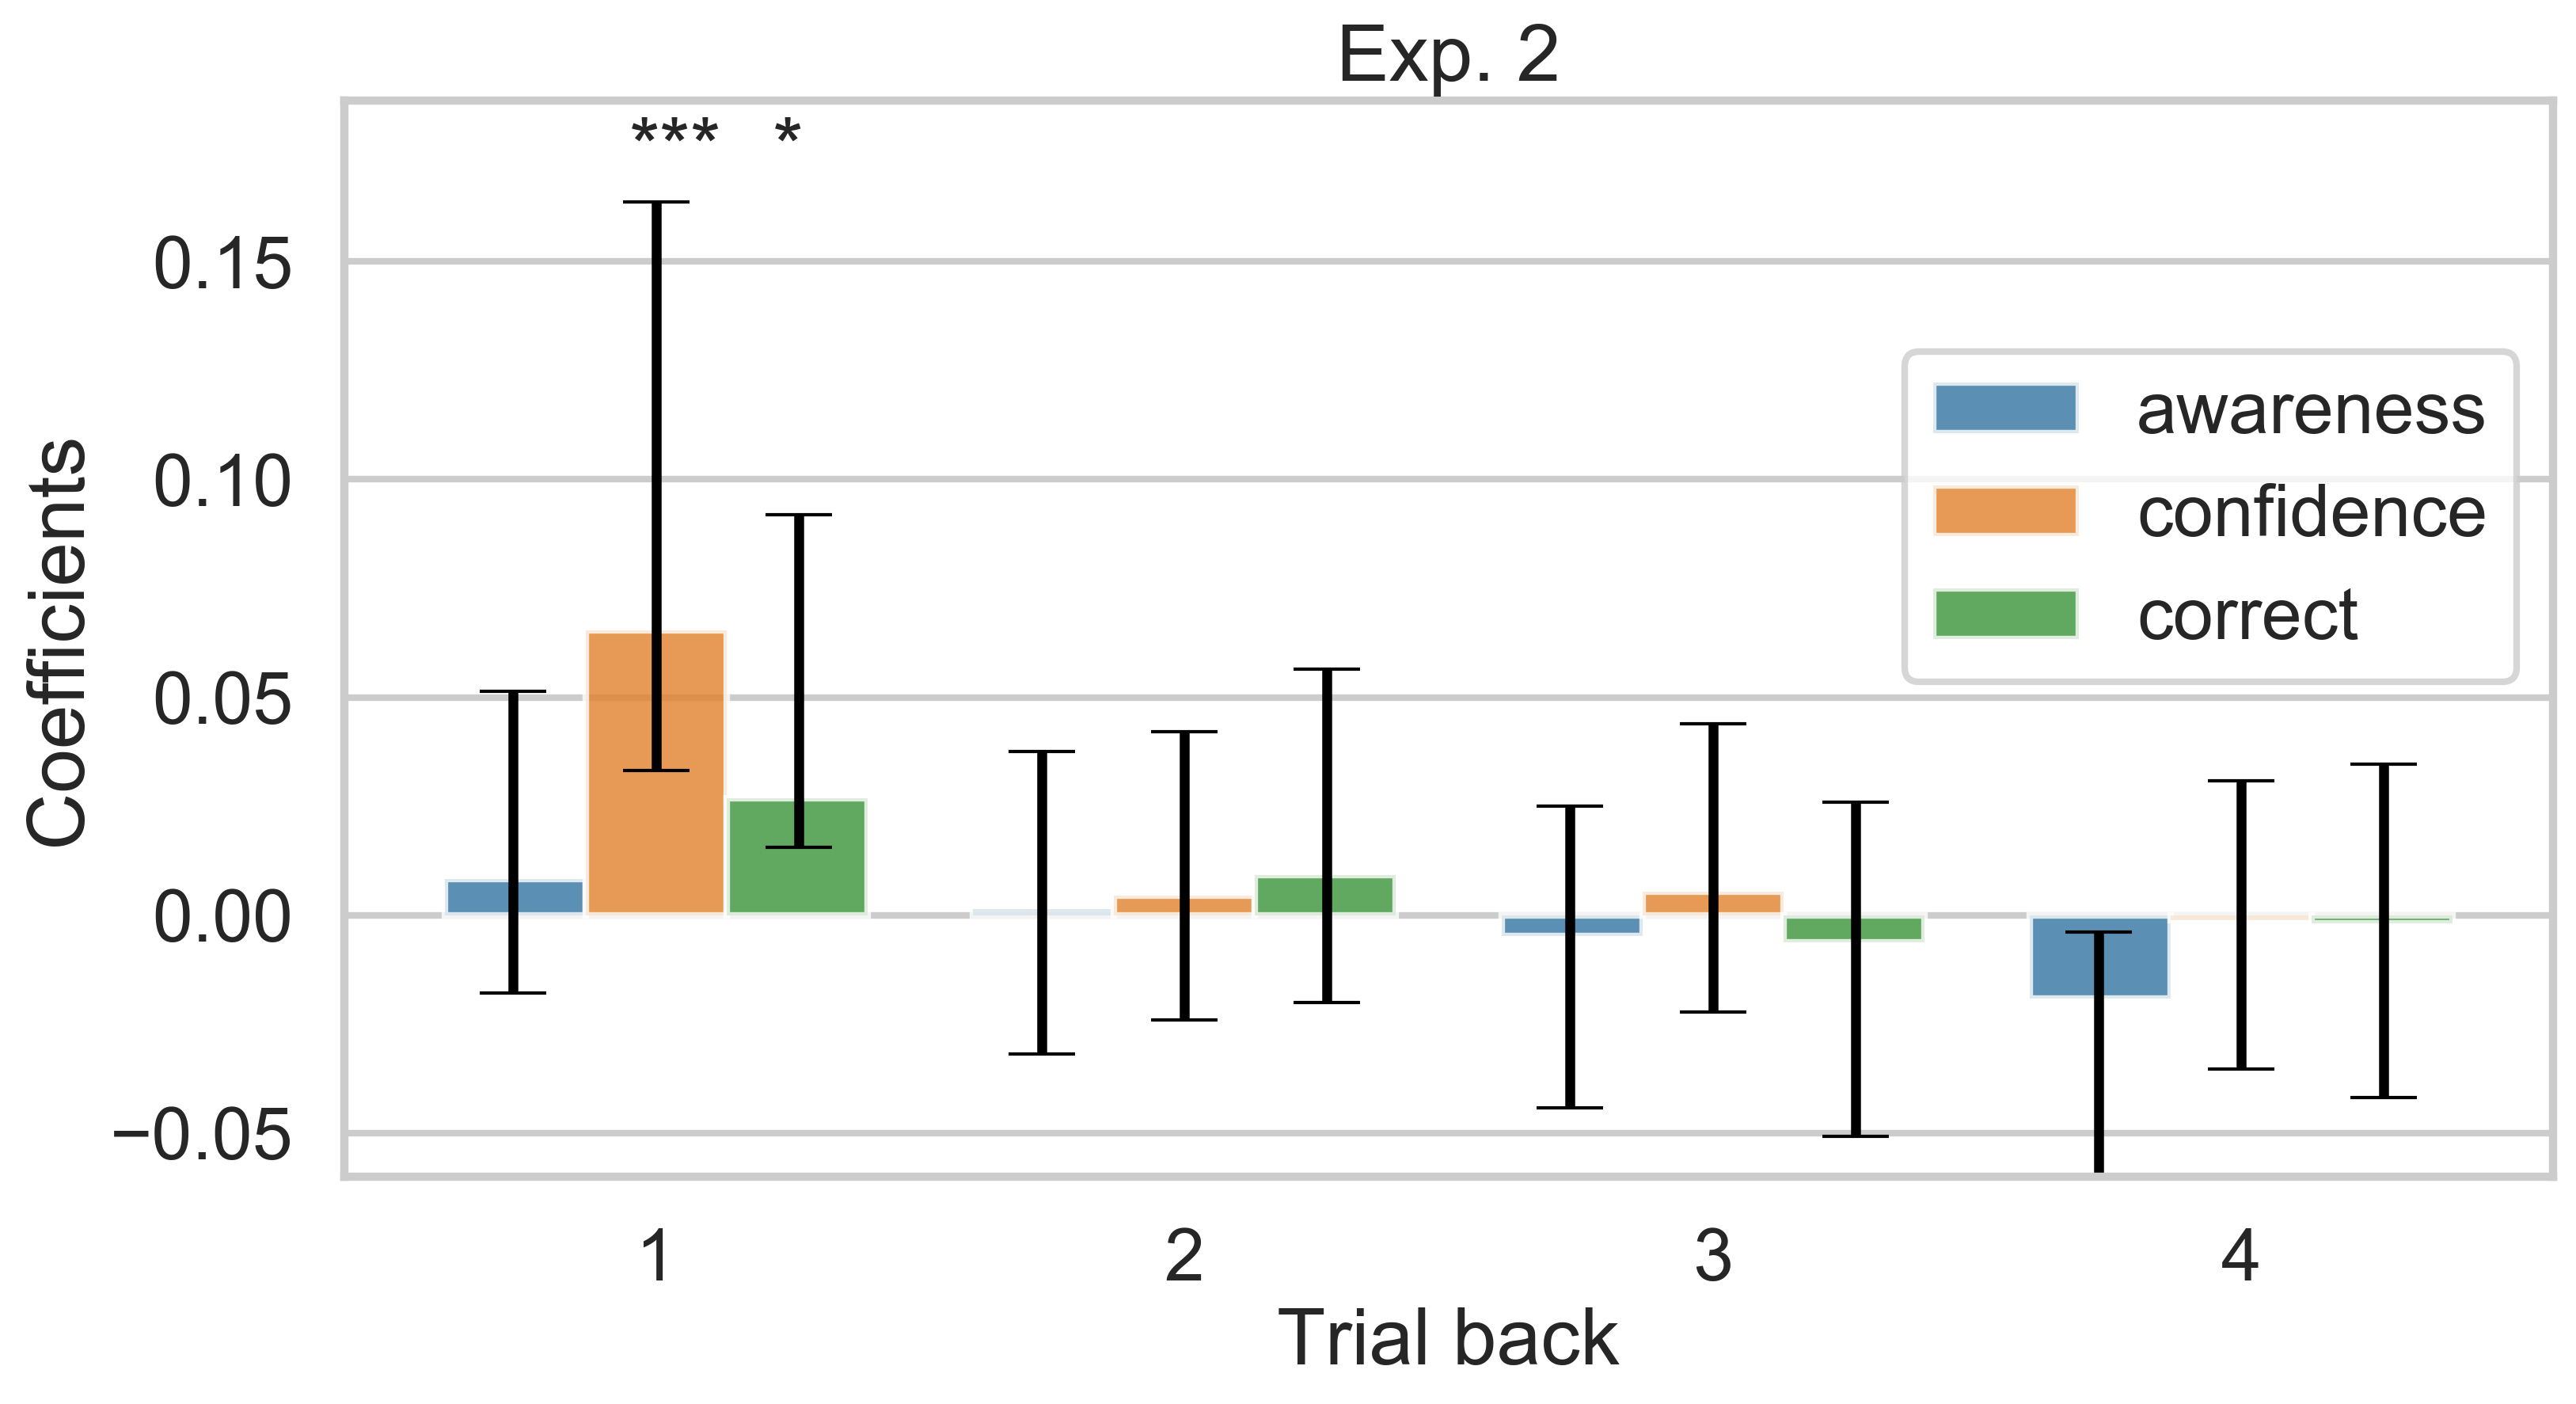 Exp. 2
*** *
0.15
0.10
0.05
0.00
−0.05
Coefficients
awareness
confidence
correct
1 2 3 4
Trial back